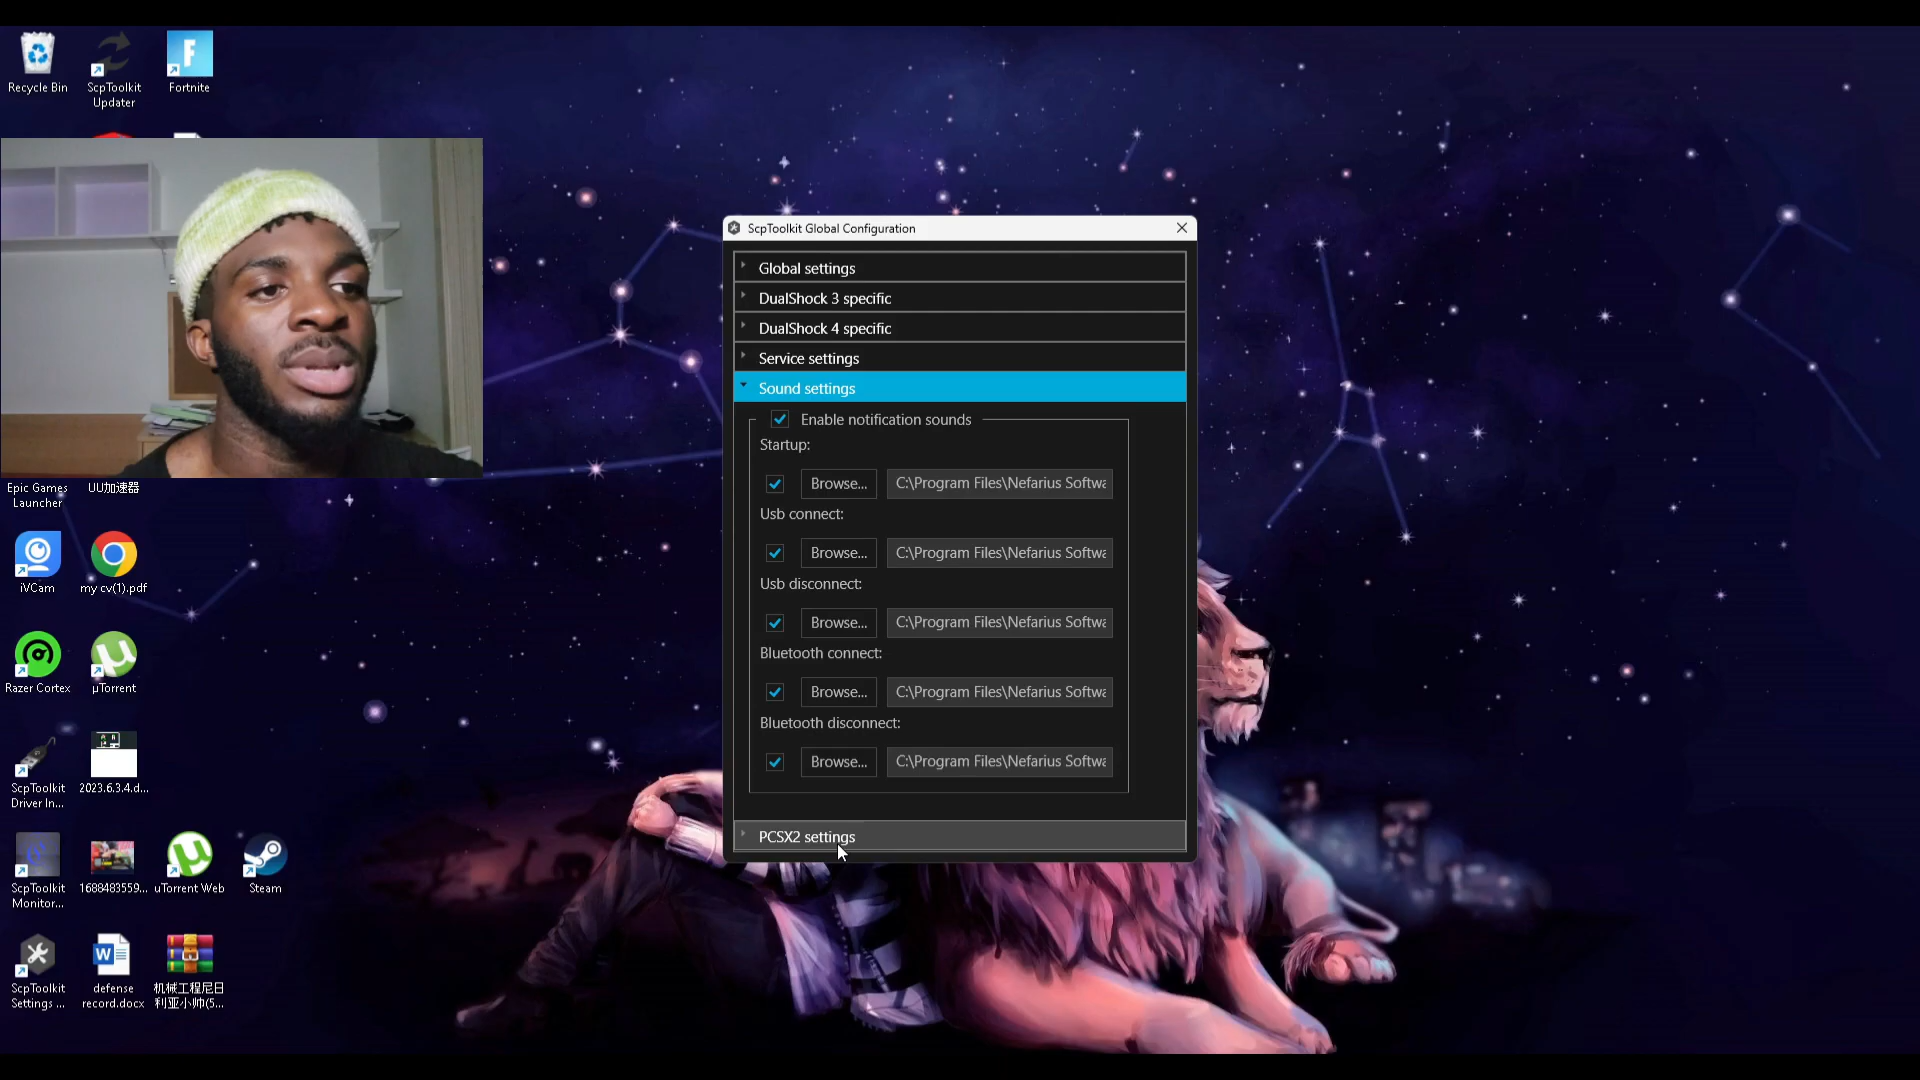 Recycle Bin
ScpToolkit
Updater
Fortnite
Epic Games
Launcher
UU加速器
iVCam
my cv(1).pdf
Razer Cortex
µTorrent
ScpToolkit
Driver In...
2023.6.3.4.d...
ScpToolkit
Monitor...
1688483559...
uTorrent Web
Steam
ScpToolkit
Settings ...
defense
record.docx
机械工程尼日
利亚小帅(5...
ScpToolkit Global Configuration
Global settings
DualShock 3 specific
DualShock 4 specific
Service settings
Sound settings
Enable notification sounds
Startup:
Browse... C:\Program Files\Nefarius Softwa
Usb connect:
Browse... C:\Program Files\Nefarius Softwa
Usb disconnect:
Browse... C:\Program Files\Nefarius Softwa
Bluetooth connect:
Browse... C:\Program Files\Nefarius Softwa
Bluetooth disconnect:
Browse... C:\Program Files\Nefarius Softwa
PCSX2 settings